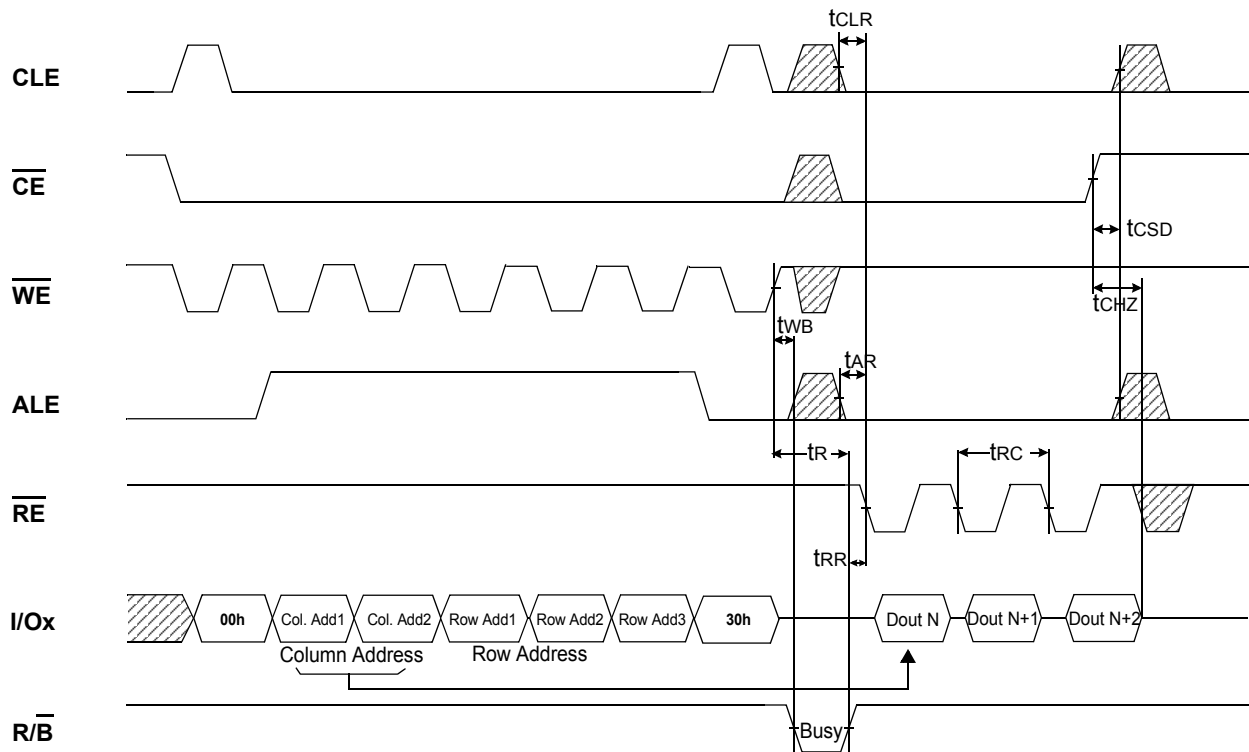 tCLR
CLE
CE
tCSD
WE
tCHZ
tWB
tAR
ALE
tR
tRC
RE
tRR
I/Ox
00h
Col. Add1
Col. Add2
Row Add1
Row Add2
Row Add3
30h
Dout N
Dout N+1
Dout N+2
Column Address
Row Address
R/B
Busy